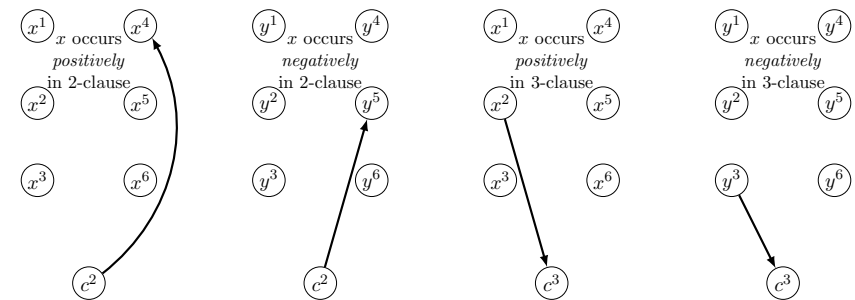 x¹ x⁴ y¹ y⁴ x¹ x⁴ y¹ y⁴
x occurs x occurs x occurs x occurs
positively negatively positively negatively
in 2-clause in 2-clause in 3-clause in 3-clause
x² x⁵ y² y⁵ x² x⁵ y² y⁵
x³ x⁶ y³ y⁶ x³ x⁶ y³ y⁶
c² c² c³ c³